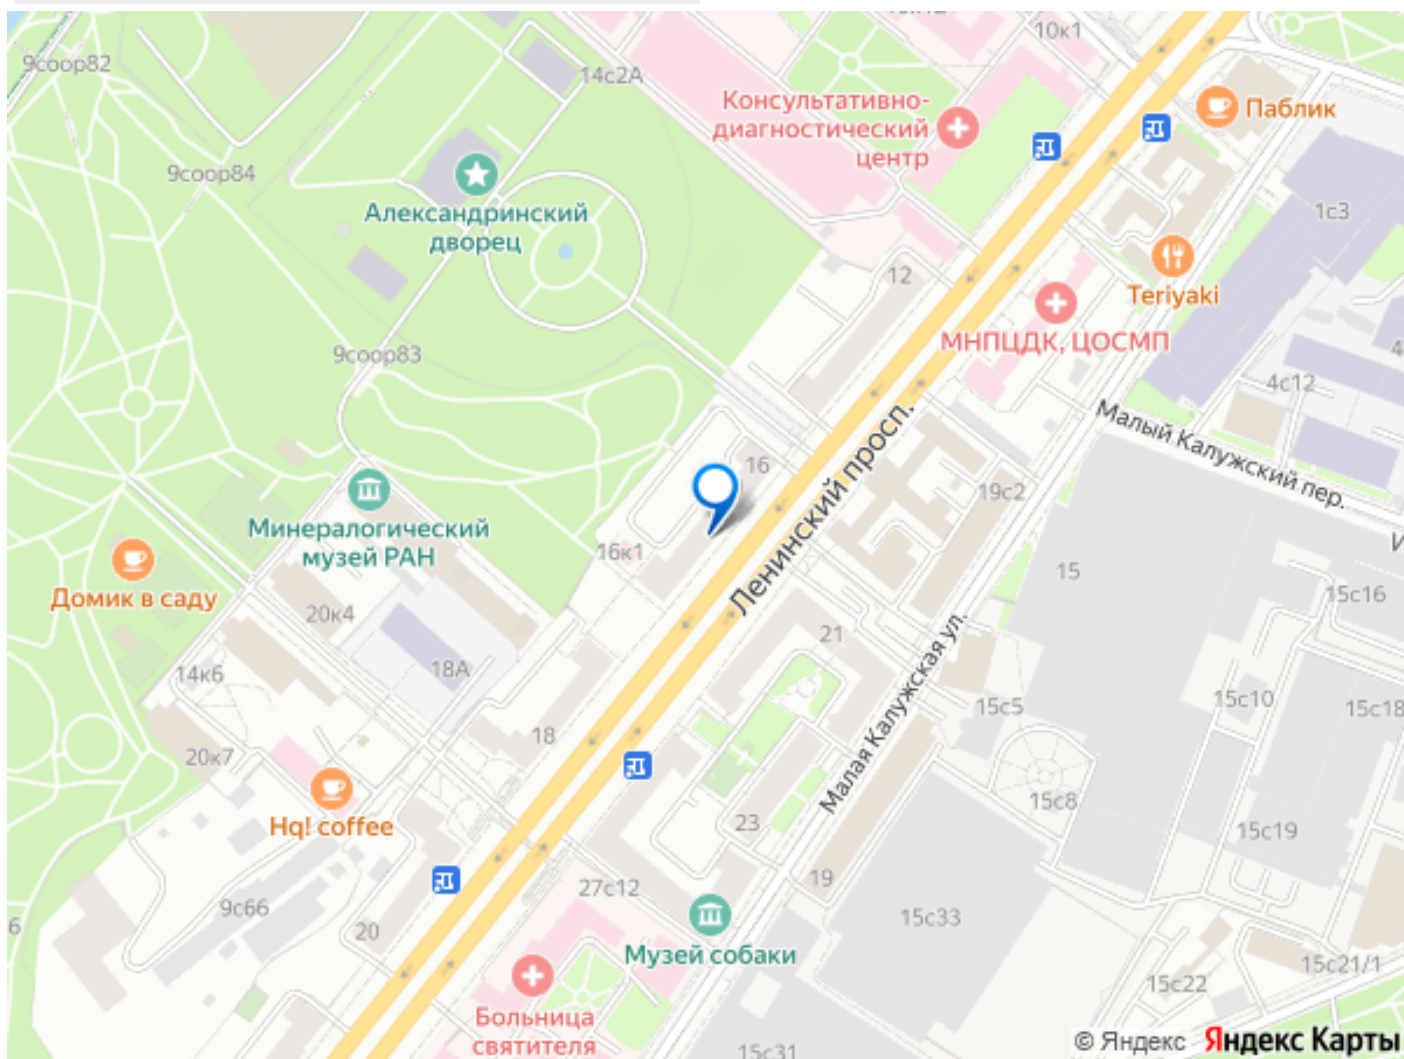 10к1
9соор82
14с2А
Консультативно-
диагностический
центр
Паблик
9соор84
Александринский
дворец
1с3
12
Teriyaki
МНПЦДК, ЦОСМП
9соор83
4с12
Малый Калужский пер.
Ленинский просп.
16
19с2
Минералогический
музей РАН
16к1
15
15с16
Домик в саду
20к4
21
Малая Калужская ул.
18А
14к6
15с5
15с10
15с18
18
20к7
15с8
Hq! coffee
23
15с19
19
27с12
9с66
20
15с33
Музей собаки
15с21/1
15с22
Больница
святителя
15с31
© Яндекс Яндекс Карты